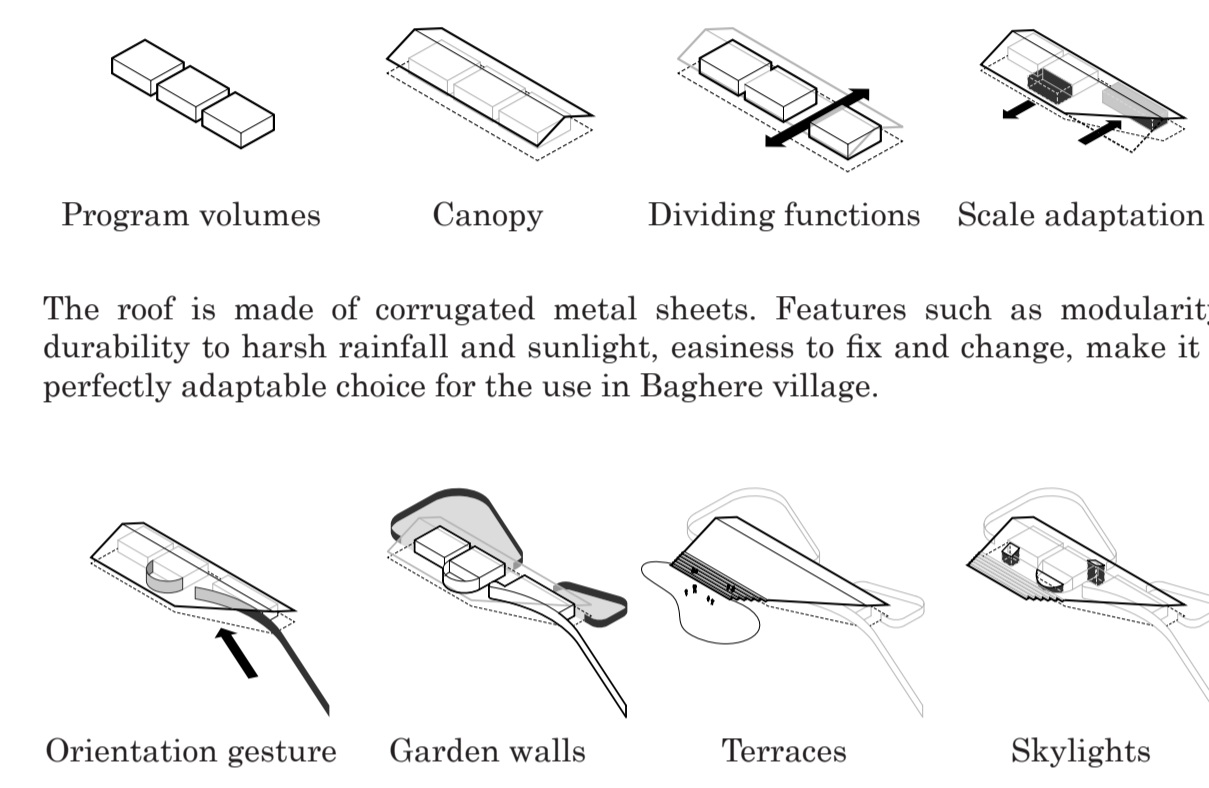 Program volumes
Canopy
Dividing functions
Scale adaptation
The roof is made of corrugated metal sheets. Features such as modularity
durability to harsh rainfall and sunlight, easiness to fix and change, make it
perfectly adaptable choice for the use in Baghere village.
Orientation gesture
Garden walls
Terraces
Skylights